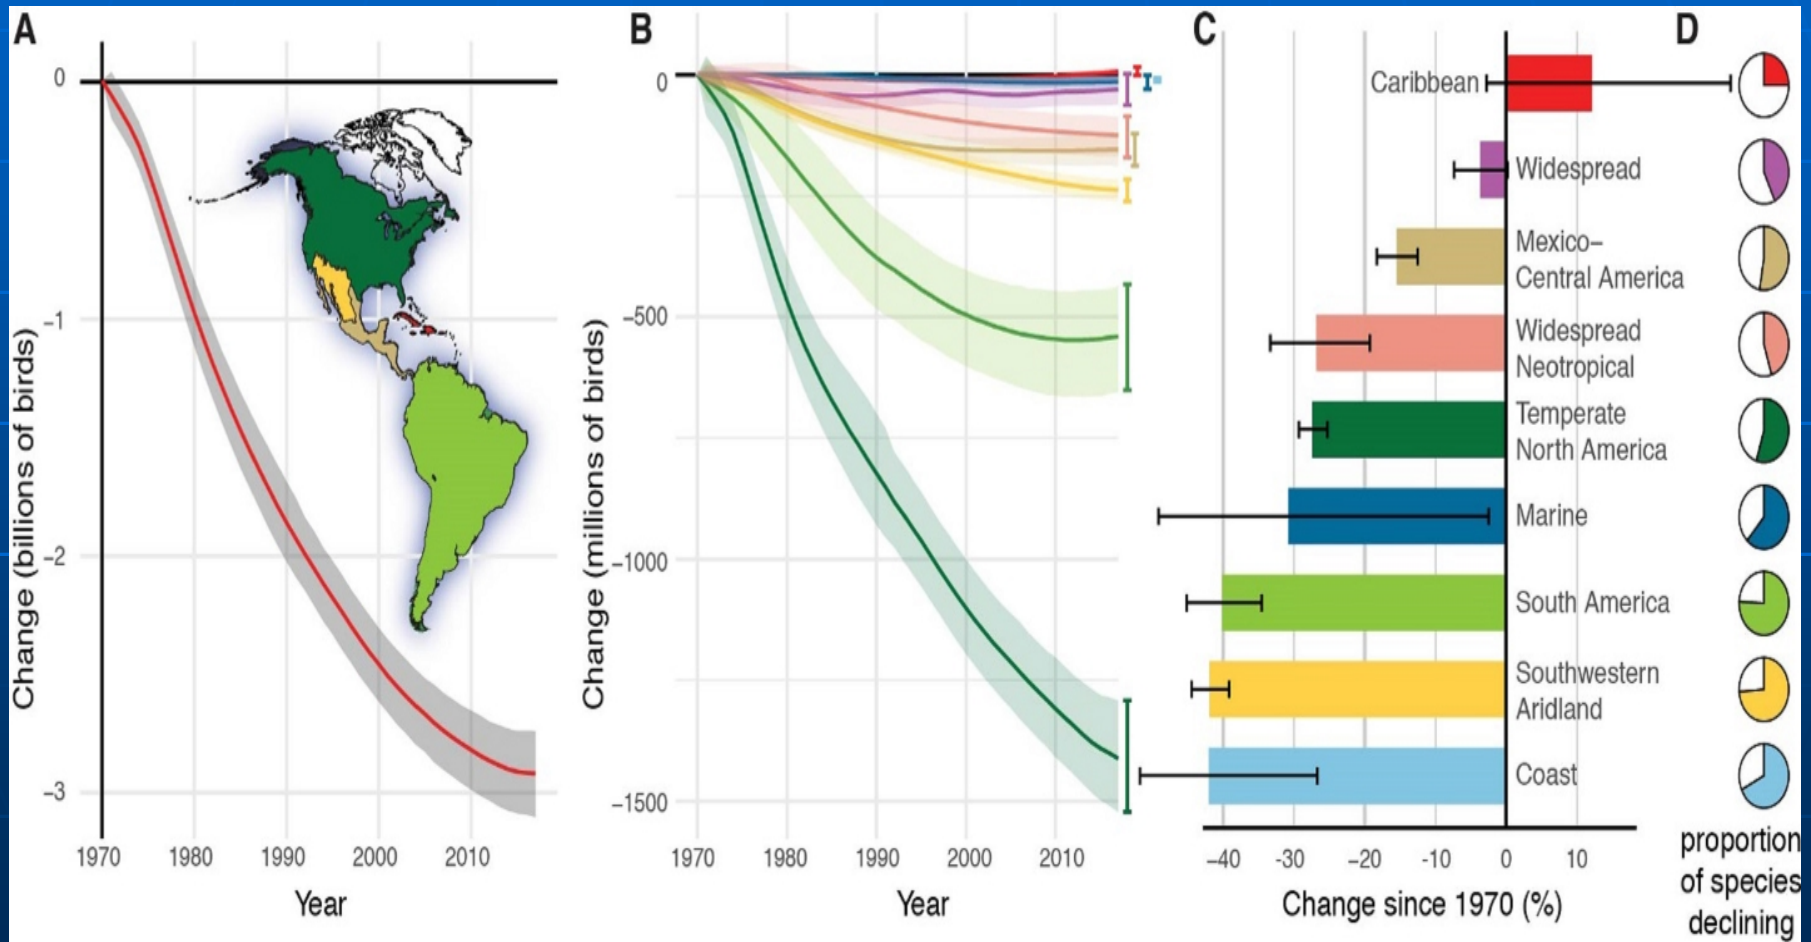 A
B
C
D
Change (billions of birds)
0
−1
−2
−3
1970
1980
1990
2000
2010
Year
Change (millions of birds)
0
−500
−1000
−1500
1970
1980
1990
2000
2010
Year
Caribbean
Widespread
Mexico–
Central America
Widespread
Neotropical
Temperate
North America
Marine
South America
Southwestern
Aridland
Coast
−40
-30
−20
-10
0
10
Change since 1970 (%)
proportion
of species
declining